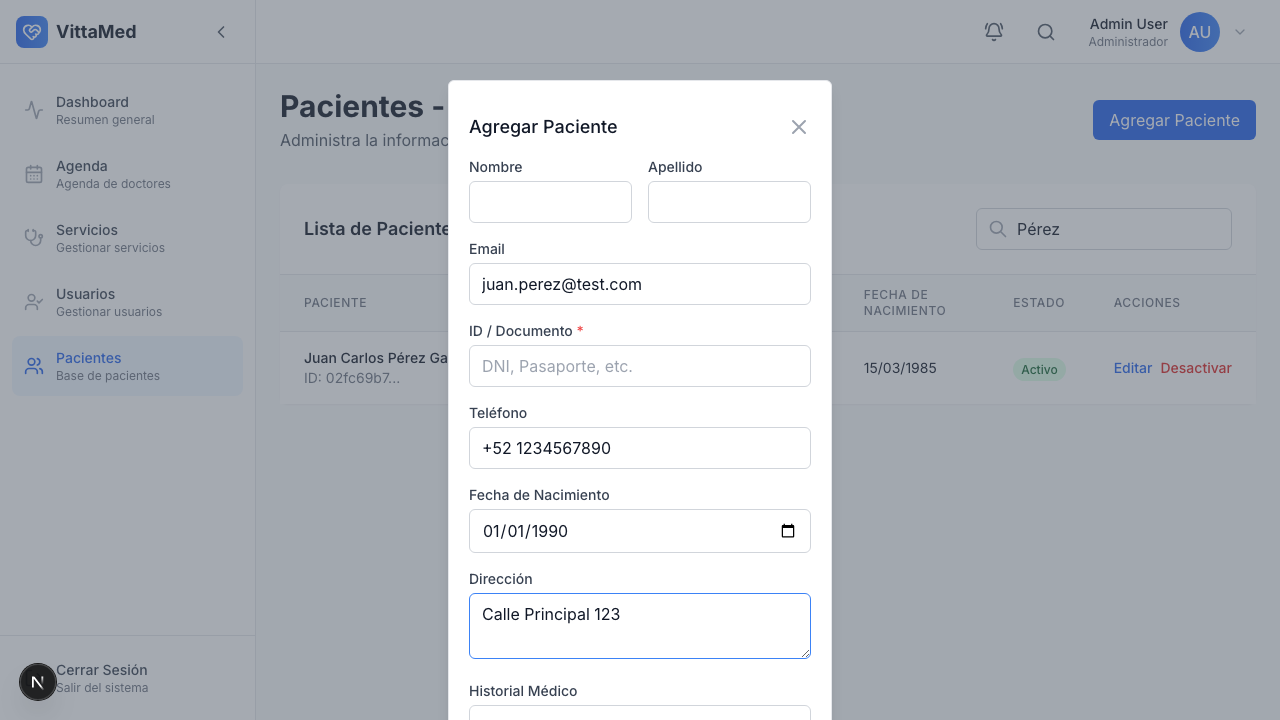 VittaMed
Admin User
Administrador
AU
Dashboard
Resumen general
Agenda
Agenda de doctores
Servicios
Gestionar servicios
Usuarios
Gestionar usuarios
Pacientes
Base de pacientes
Cerrar Sesión
Salir del sistema
N
Pacientes -
Administra la informac
Agregar Paciente
Lista de Paciente
Pérez
PACIENTE
FECHA DE
NACIMIENTO
ESTADO
ACCIONES
Juan Carlos Pérez Ga
ID: 02fc69b7...
15/03/1985
Activo
Editar Desactivar
Agregar Paciente
Nombre
Apellido
Email
juan.perez@test.com
ID / Documento *
DNI, Pasaporte, etc.
Teléfono
+52 1234567890
Fecha de Nacimiento
01/01/1990
Dirección
Calle Principal 123
Historial Médico